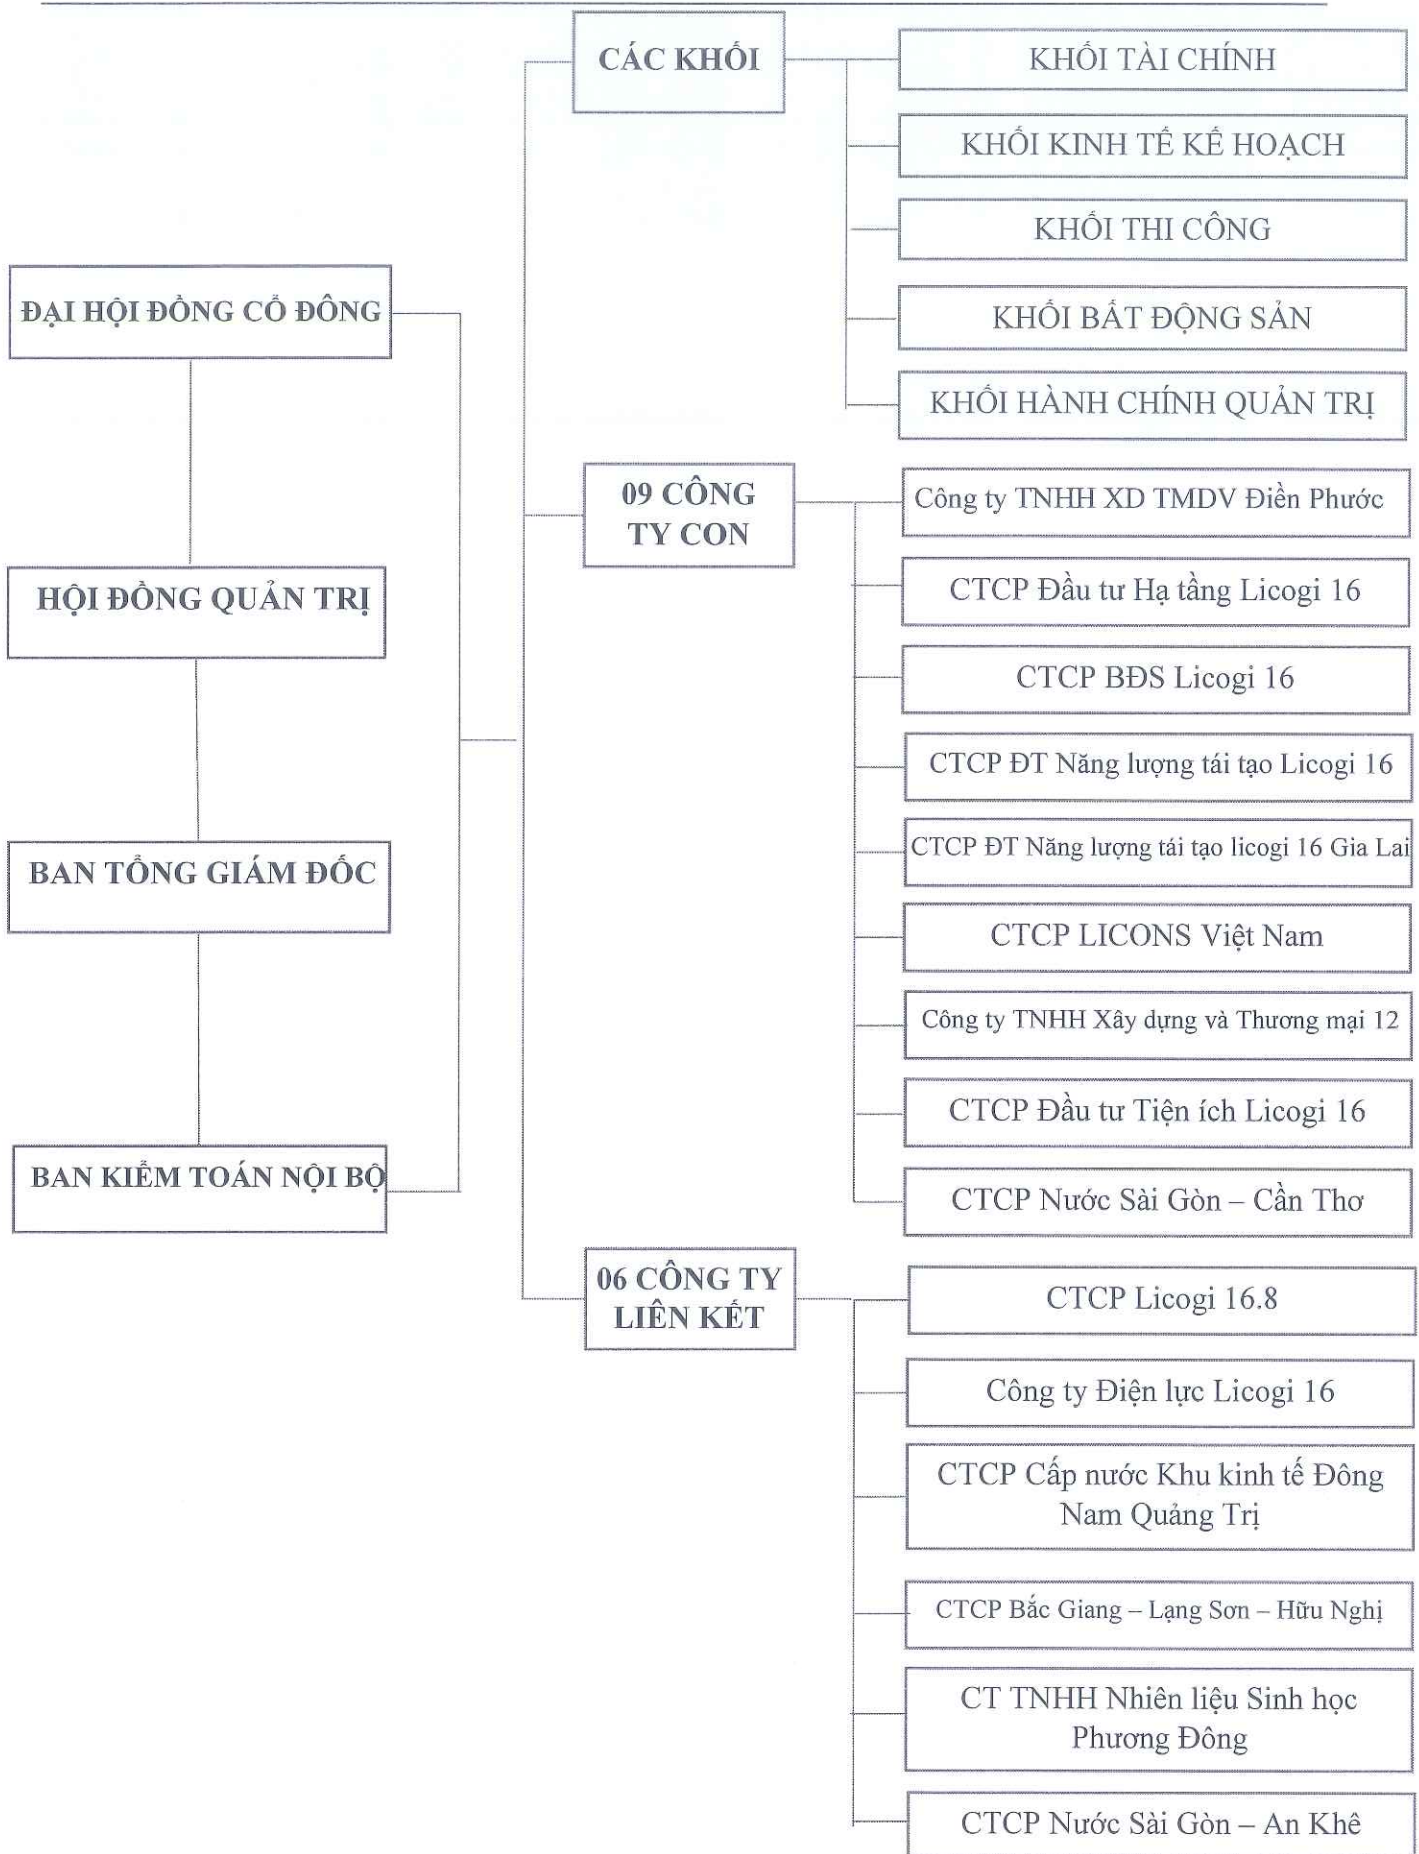 CÁC KHỐI
KHỐI TÀI CHÍNH
KHỐI KINH TẾ KẾ HOẠCH
KHỐI THI CÔNG
KHỐI BẤT ĐỘNG SẢN
KHỐI HÀNH CHÍNH QUẢN TRỊ
ĐẠI HỘI ĐỒNG CỔ ĐÔNG
HỘI ĐỒNG QUẢN TRỊ
BAN TỔNG GIÁM ĐỐC
BAN KIỂM TOÁN NỘI BỘ
09 CÔNG
TY CON
Công ty TNHH XD TMDV Điền Phước
CTCP Đầu tư Hạ tầng Licogi 16
CTCP BĐS Licogi 16
CTCP ĐT Năng lượng tái tạo Licogi 16
CTCP ĐT Năng lượng tái tạo licogi 16 Gia Lai
CTCP LICONS Việt Nam
Công ty TNHH Xây dựng và Thương mại 12
CTCP Đầu tư Tiện ích Licogi 16
CTCP Nước Sài Gòn – Cần Thơ
06 CÔNG TY
LIÊN KẾT
CTCP Licogi 16.8
Công ty Điện lực Licogi 16
CTCP Cấp nước Khu kinh tế Đông
Nam Quảng Trị
CTCP Bắc Giang – Lạng Sơn – Hữu Nghị
CT TNHH Nhiên liệu Sinh học
Phương Đông
CTCP Nước Sài Gòn – An Khê